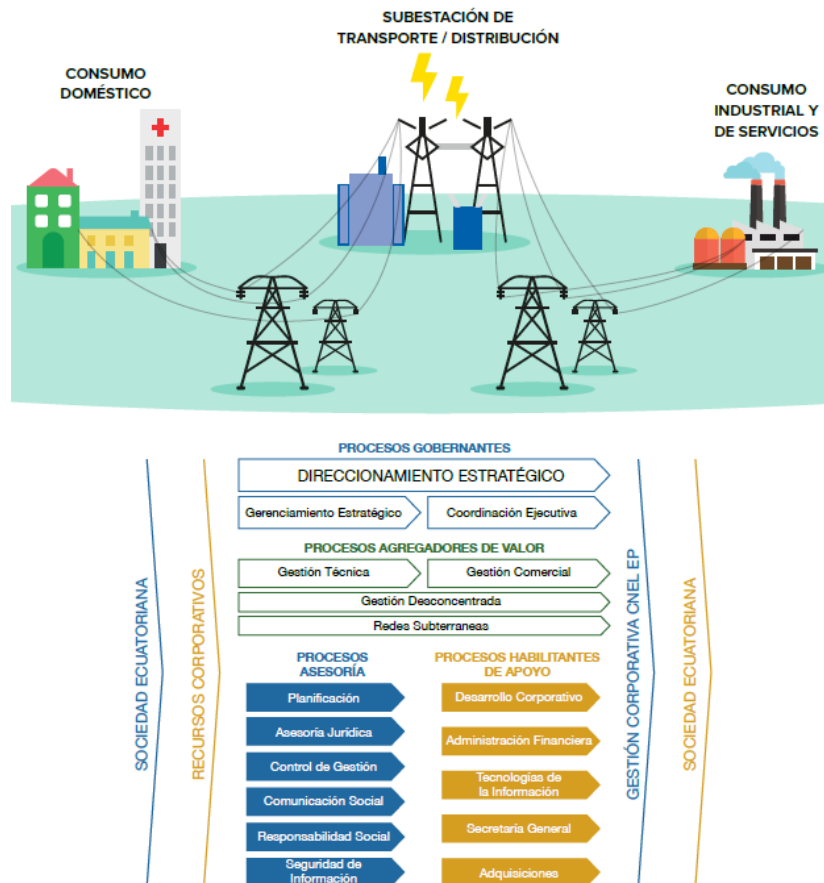 SUBESTACIÓN DE
TRANSPORTE / DISTRIBUCIÓN
CONSUMO
DOMÉSTICO
CONSUMO
INDUSTRIAL Y
DE SERVICIOS
PROCESOS GOBERNANTES
DIRECCIONAMIENTO ESTRATÉGICO
Gerenciamiento Estratégico
Coordinación Ejecutiva
PROCESOS AGREGADORES DE VALOR
Gestión Técnica
Gestión Comercial
Gestión Desconcentrada
Redes Subterraneas
SOCIEDAD ECUATORIANA
RECURSOS CORPORATIVOS
PROCESOS
ASESORÍA
Planificación
Asesoría Jurídica
Control de Gestión
Comunicación Social
Responsabilidad Social
Seguridad de
Información
PROCESOS HABILITANTES
DE APOYO
Desarrollo Corporativo
Administración Financiera
Tecnologías de
la Información
Secretaría General
Adquisiciones
GESTIÓN CORPORATIVA CNEL EP
SOCIEDAD ECUATORIANA